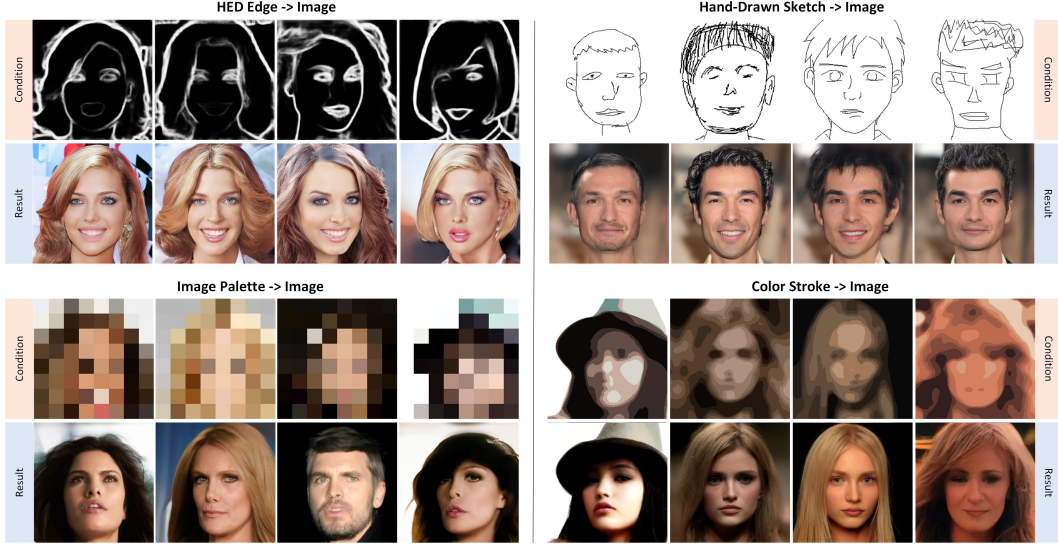 HED Edge -> Image
Condition
Result
Hand-Drawn Sketch -> Image
Condition
Result
Image Palette -> Image
Condition
Result
Color Stroke -> Image
Condition
Result